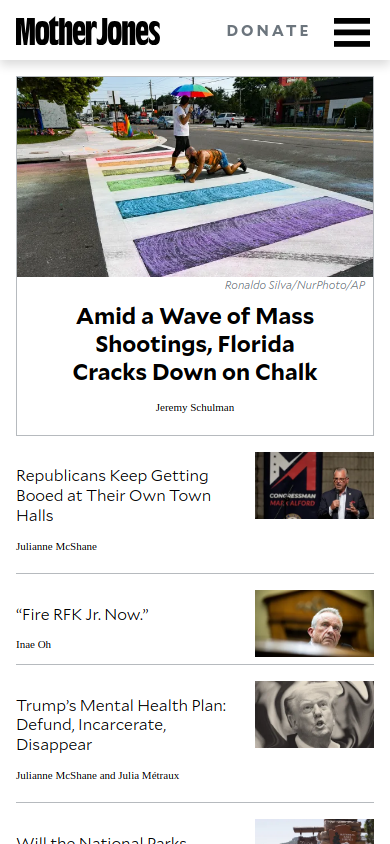 Mother Jones
DONATE
Ronaldo Silva/NurPhoto/AP
Amid a Wave of Mass
Shootings, Florida
Cracks Down on Chalk
Jeremy Schulman
Republicans Keep Getting
Booed at Their Own Town
Halls
Julianne McShane
CONGRESSMAN
MARK ALFORD
“Fire RFK Jr. Now.”
Inae Oh
Trump’s Mental Health Plan:
Defund, Incarcerate,
Disappear
Julianne McShane and Julia Métraux
Will the National Parks